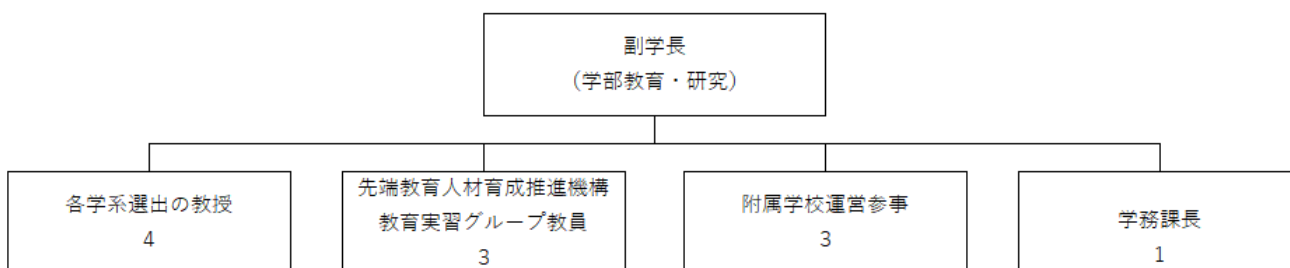 副学長
(学部教育・研究)
各学系選出の教授
4
先端教育人材育成推進機構
教育実習グループ教員
3
附属学校運営参事
3
学務課長
1